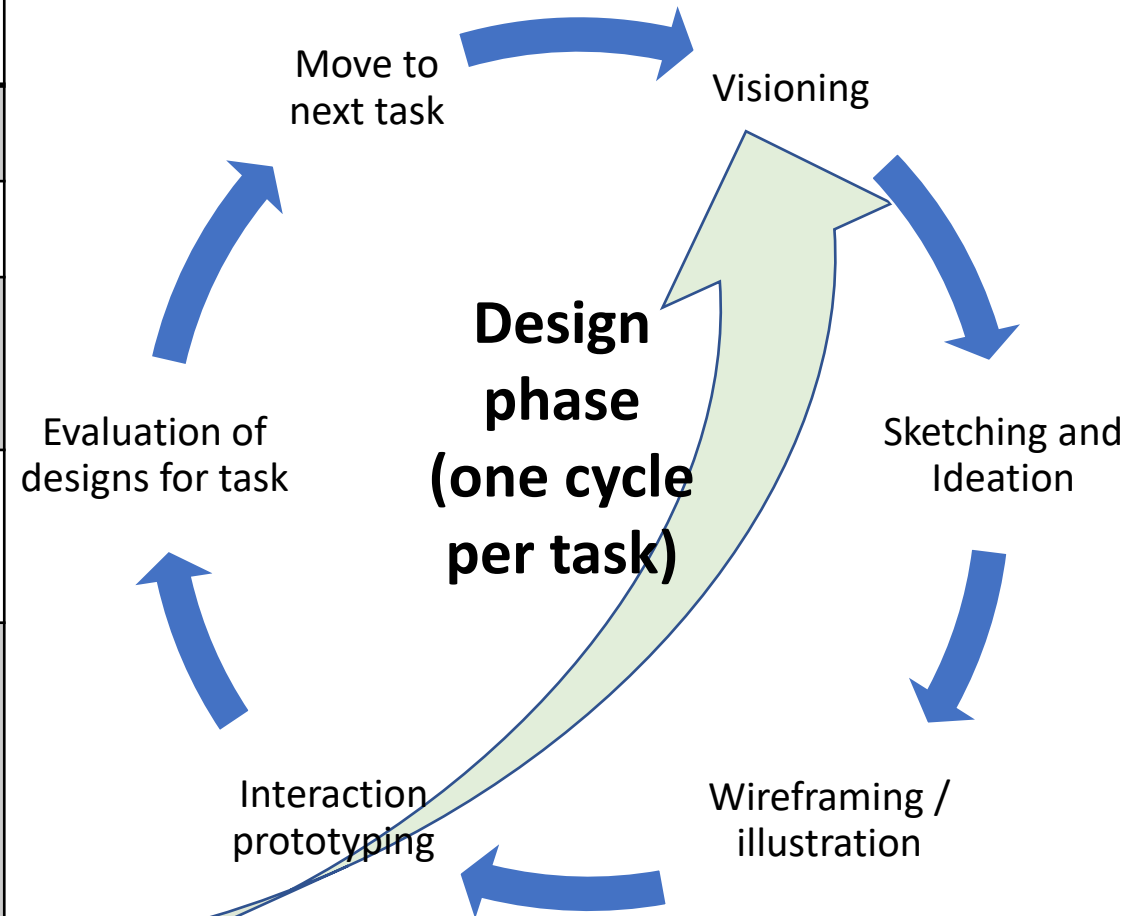 Move to
next task
Visioning
Design
phase
(one cycle
per task)
Sketching and
Ideation
Wireframing /
illustration
Interaction
prototyping
Evaluation of
designs for task